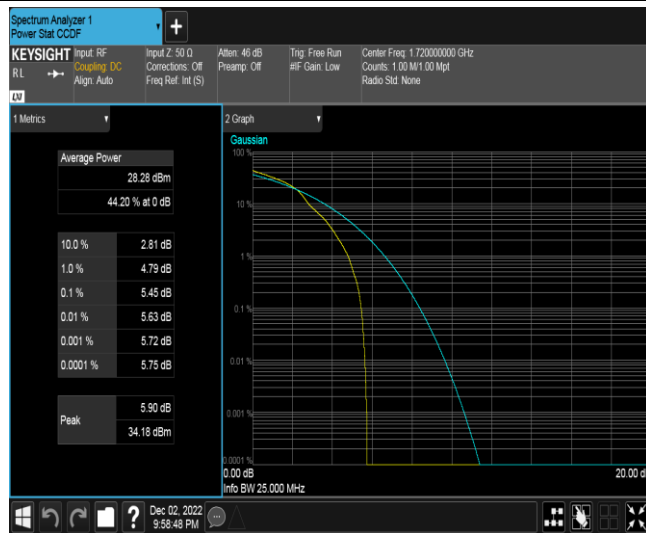 Spectrum Analyzer 1
Power Stat CCDF
KEYSIGHT
RL
LXI
Input: RF
Coupling: DC
Align: Auto
Input Z: 50 Ω
Corrections: Off
Freq Ref: Int (S)
Atten: 46 dB
Preamp: Off
Trig: Free Run
#IF Gain: Low
Center Freq: 1.720000000 GHz
Counts: 1.00 M/1.00 Mpt
Radio Std: None
1 Metrics
Average Power
28.28 dBm
44.20 % at 0 dB
10.0 % 2.81 dB
1.0 % 4.79 dB
0.1 % 5.45 dB
0.01 % 5.63 dB
0.001 % 5.72 dB
0.0001 % 5.75 dB
Peak
5.90 dB
34.18 dBm
2 Graph
Gaussian
100 %
10 %
1 %
0.1 %
0.01 %
0.001 %
0.0001 %
0.00 dB
20.00 d
Info BW 25.000 MHz
Dec 02, 2022
9:58:48 PM